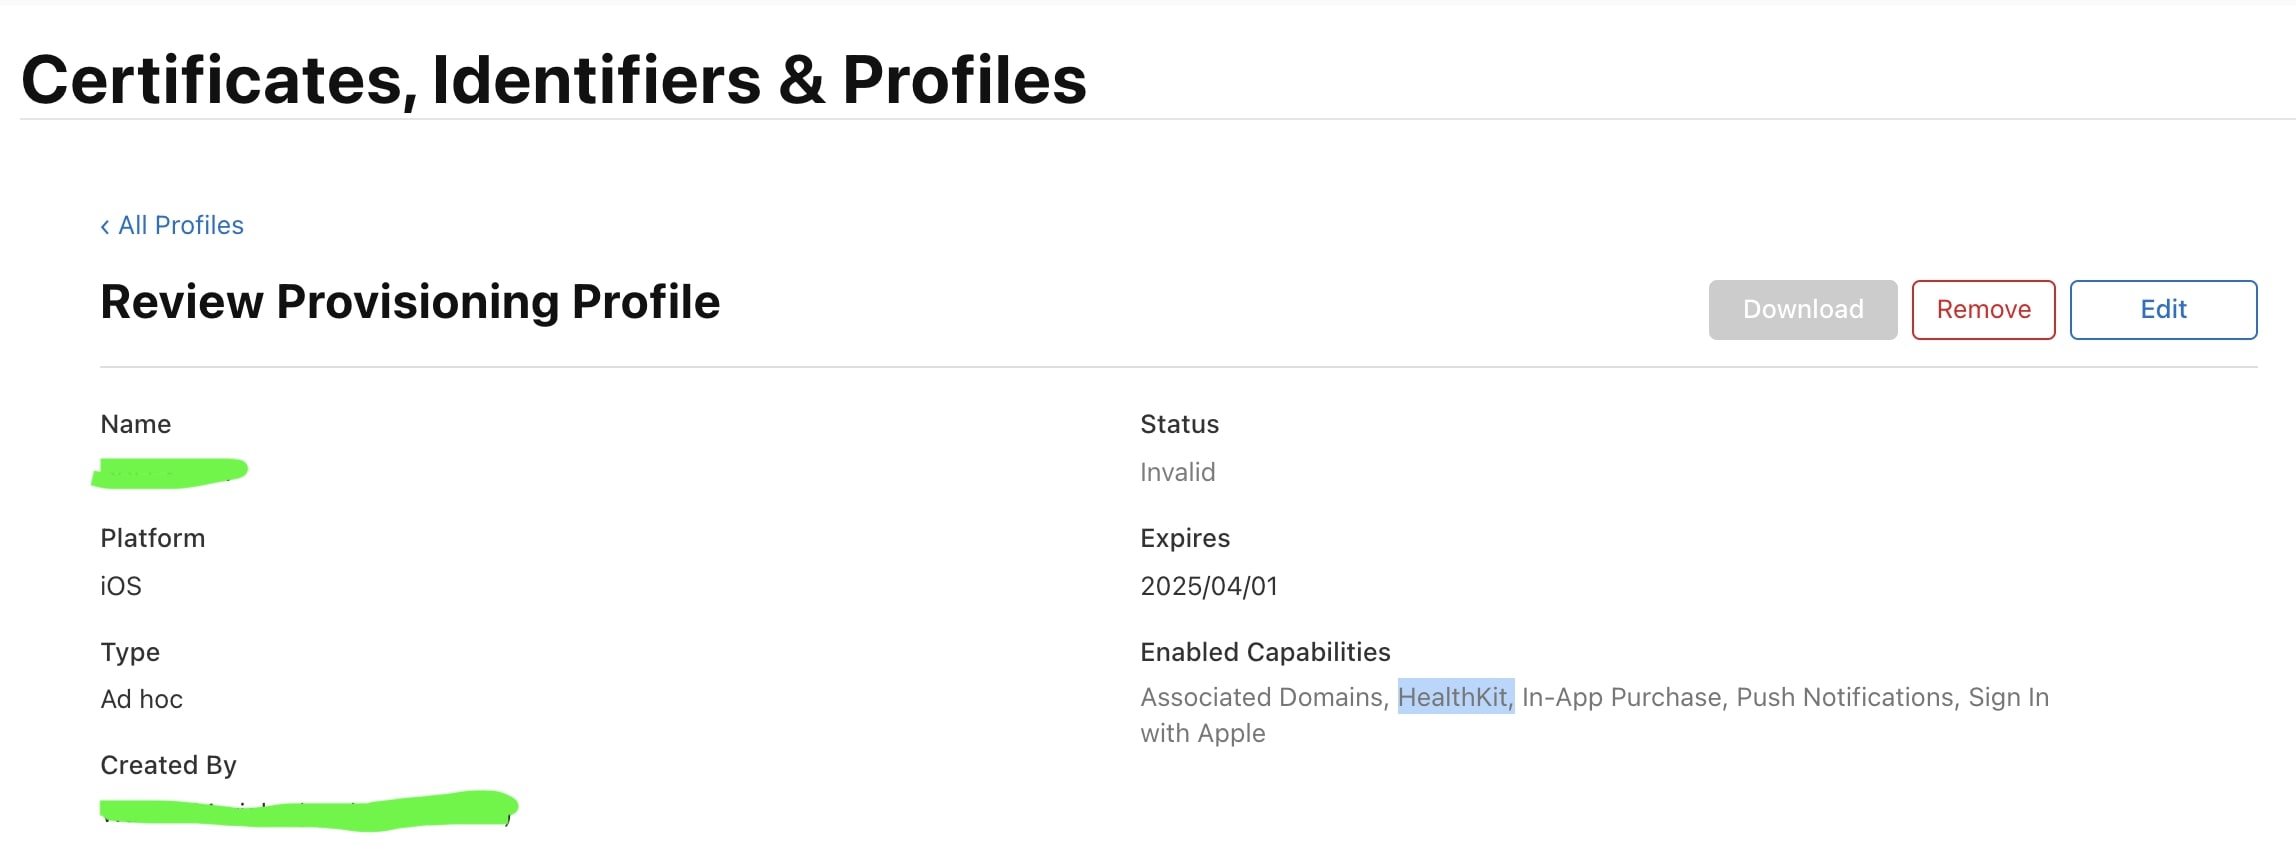 Certificates, Identifiers & Profiles
‹ All Profiles
Review Provisioning Profile
Download
Remove
Edit
Name
Status
Invalid
Platform
Expires
iOS
2025/04/01
Type
Enabled Capabilities
Ad hoc
Associated Domains, HealthKit, In-App Purchase, Push Notifications, Sign In
with Apple
Created By